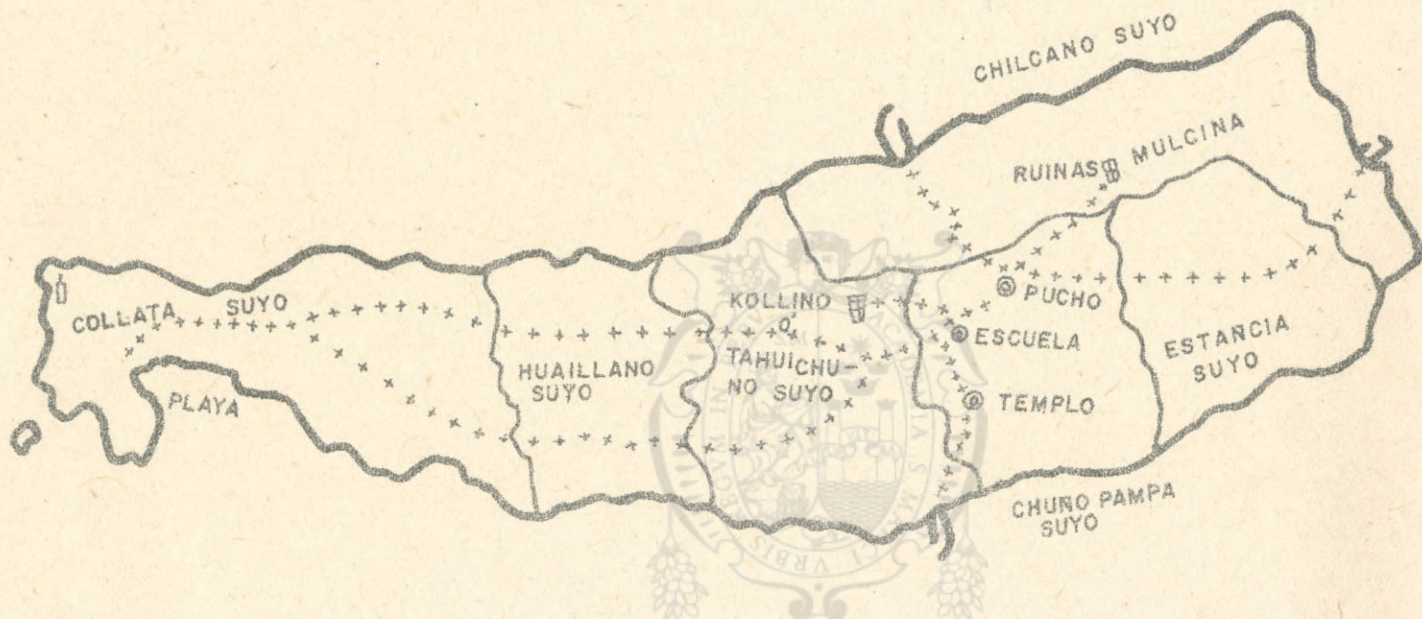 CHILCANO SUYO
RUINAS MULCINA
COLLATA SUYO
KOLLINO
PUCHO
ESCUELA
PLAYA
HUAILLANO
SUYO
TAHUICHU-
NO SUYO
ESTANCIA
SUYO
TEMPLO
CHUÑO PAMPA
SUYO